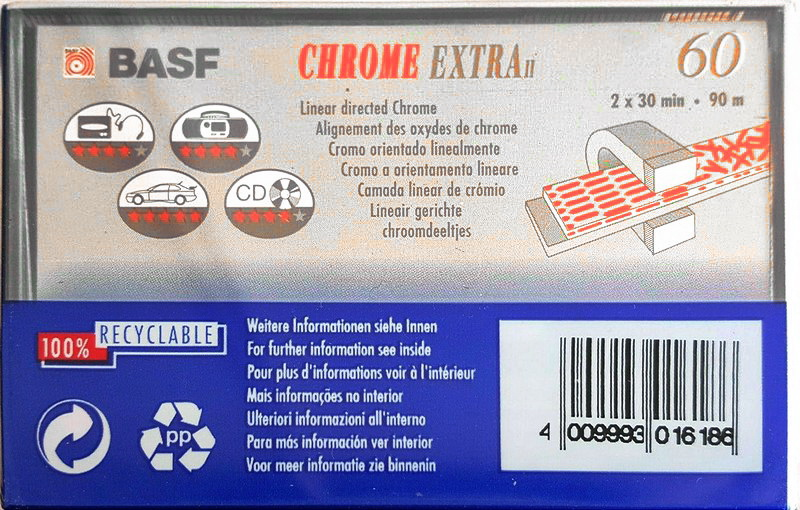 BASF
CHROME EXTRA II
60
2 x 30 min • 90 m
Linear directed Chrome
Alignement des oxydes de chrome
Cromo orientado linealmente
Cromo a orientamento lineare
Camada linear de crómio
Lineair gerichte
chroomdeeltjes
CD
100% RECYCLABLE
pp
Weitere Informationen siehe Innen
For further information see inside
Pour plus d'informations voir à l'intérieur
Mais informações no interior
Ulteriori informazioni all'interno
Para más información ver interior
Voor meer informatie zie binnenin
4 009993 016186